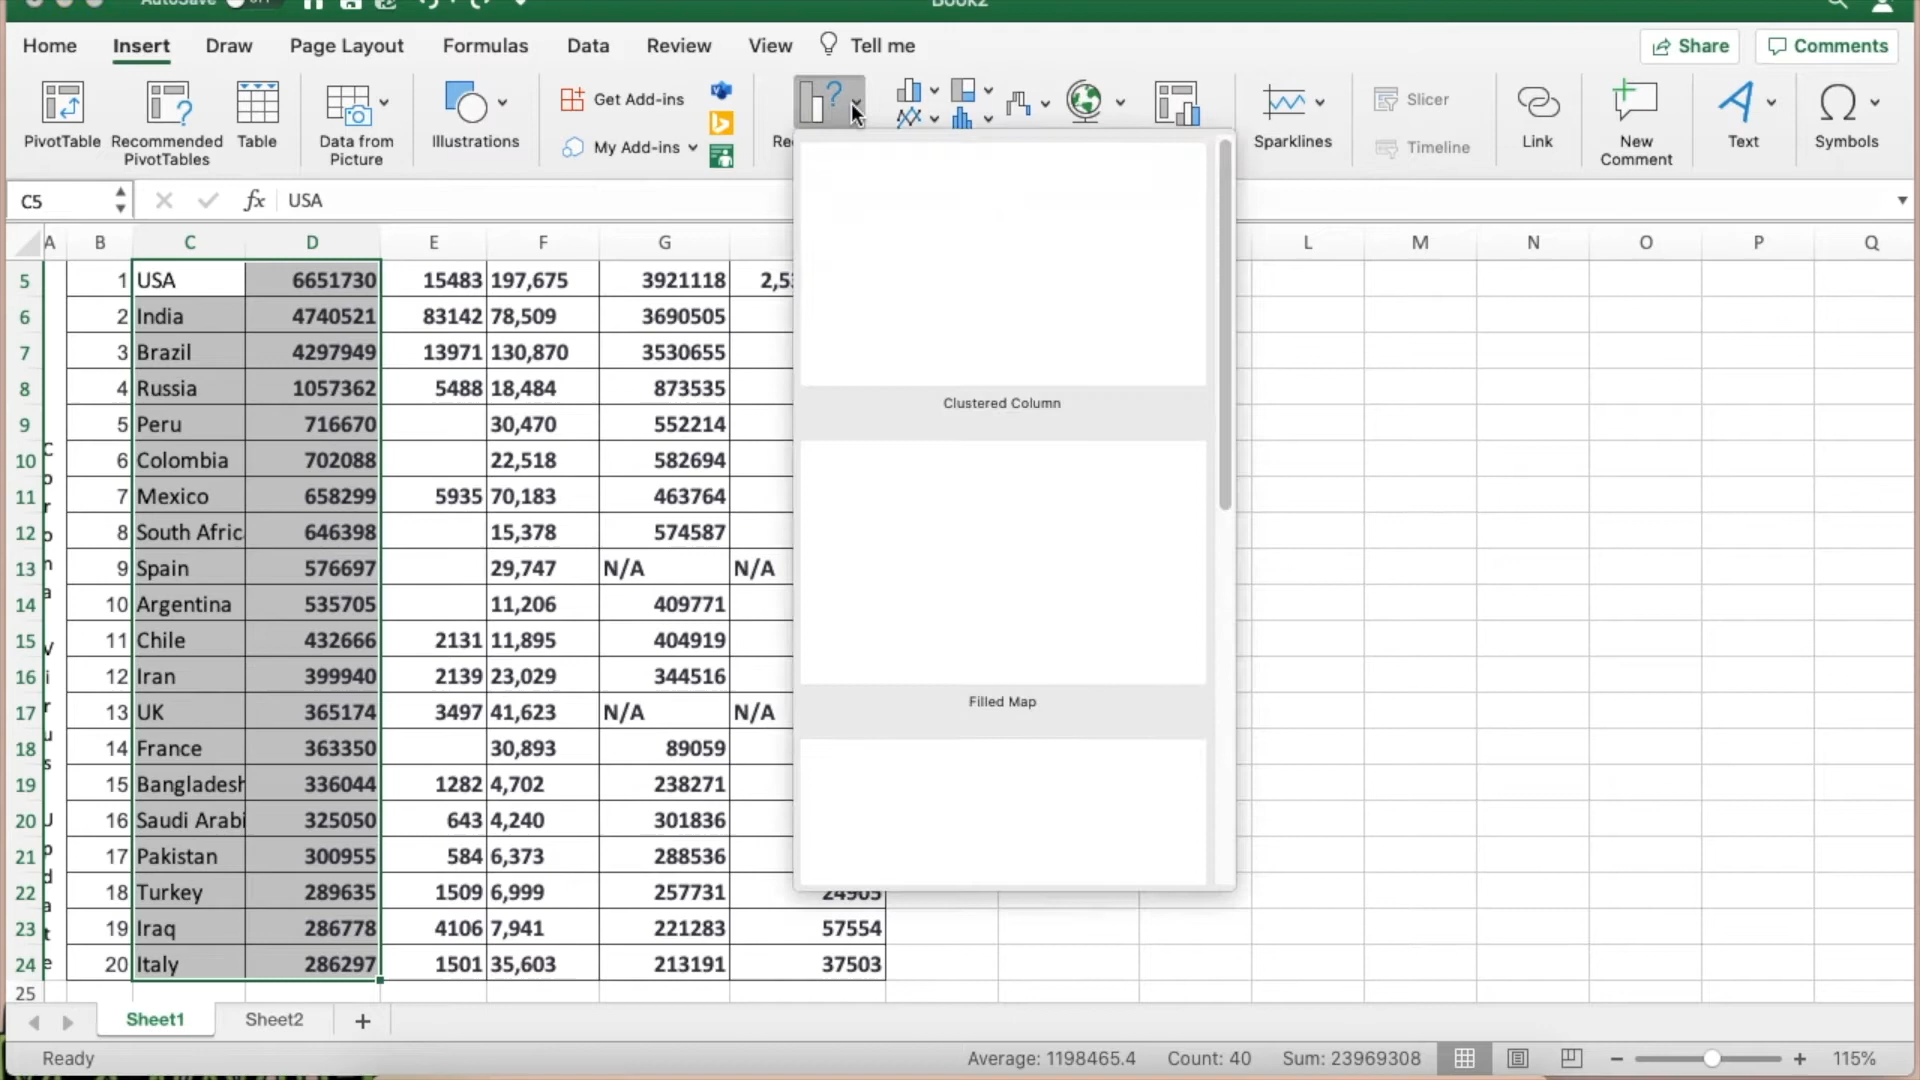 AutoSave OFF Book2
Home Insert Draw Page Layout Formulas Data Review View Tell me Share Comments
PivotTable Recommended PivotTables Table Data from Picture Illustrations Get Add-ins My Add-ins Sparklines Slicer Timeline Link New Comment Text Symbols
C5 fx USA
A B C D E F G L M N O P Q
5 1 USA 6651730 15483 197,675 3921118
6 2 India 4740521 83142 78,509 3690505
7 3 Brazil 4297949 13971 130,870 3530655
8 4 Russia 1057362 5488 18,484 873535
9 5 Peru 716670 30,470 552214
10 6 Colombia 702088 22,518 582694
11 7 Mexico 658299 5935 70,183 463764
12 8 South Afric 646398 15,378 574587
13 9 Spain 576697 29,747 N/A N/A
14 10 Argentina 535705 11,206 409771
15 11 Chile 432666 2131 11,895 404919
16 12 Iran 399940 2139 23,029 344516
17 13 UK 365174 3497 41,623 N/A N/A
18 14 France 363350 30,893 89059
19 15 Bangladesh 336044 1282 4,702 238271
20 16 Saudi Arabi 325050 643 4,240 301836
21 17 Pakistan 300955 584 6,373 288536
22 18 Turkey 289635 1509 6,999 257731 24905
23 19 Iraq 286778 4106 7,941 221283 57554
24 20 Italy 286297 1501 35,603 213191 37503
25
Corona Virus Update
Clustered Column
Filled Map
Sheet1 Sheet2 +
Ready Average: 1198465.4 Count: 40 Sum: 23969308 115%